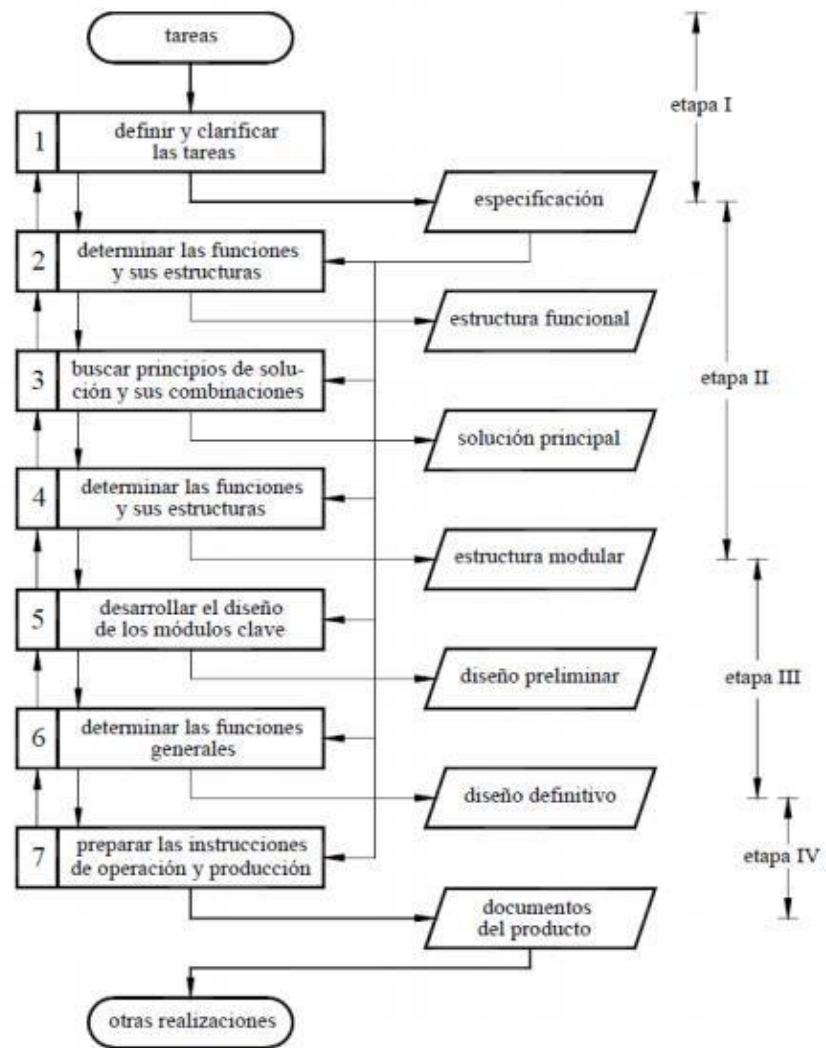 tareas
etapa I
1
definir y clarificar
las tareas
especificación
2
determinar las funciones
y sus estructuras
estructura funcional
3
buscar principios de solu-
ción y sus combinaciones
etapa II
solución principal
4
determinar las funciones
y sus estructuras
estructura modular
5
desarrollar el diseño
de los módulos clave
diseño preliminar
etapa III
6
determinar las funciones
generales
diseño definitivo
7
preparar las instrucciones
de operación y producción
etapa IV
documentos
del producto
otras realizaciones